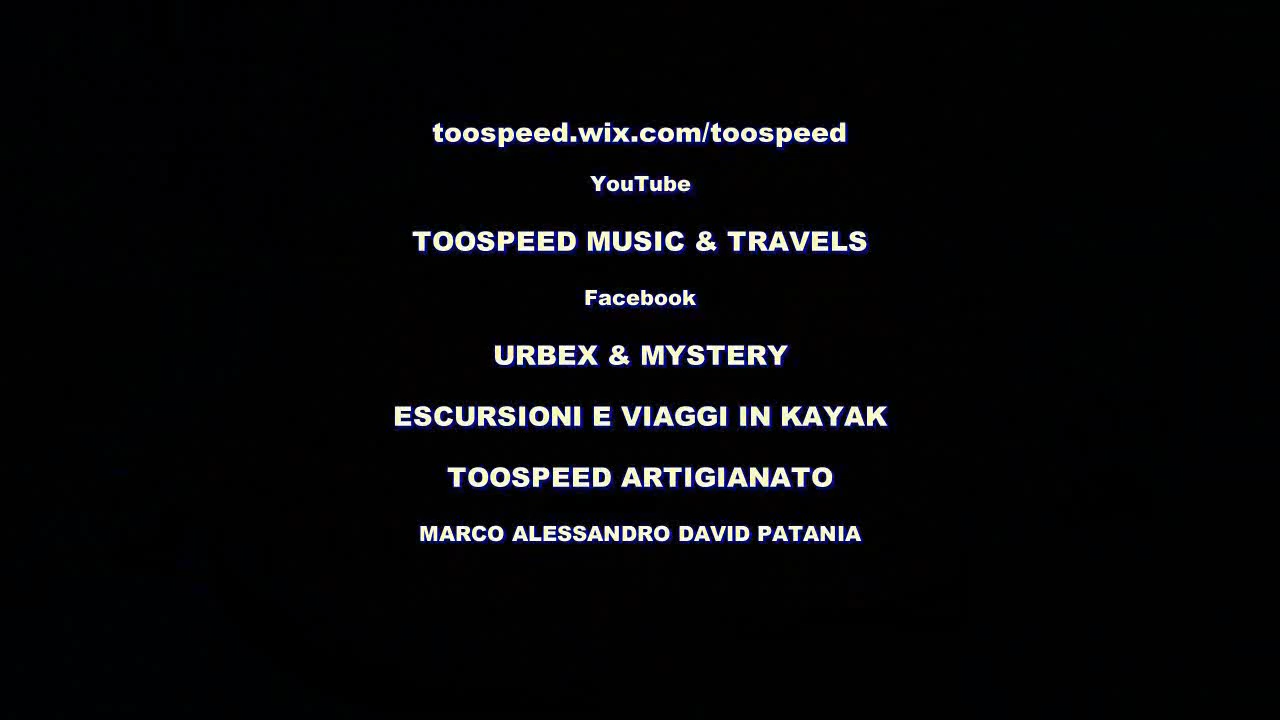 toospeed.wix.com/toospeed
YouTube
TOOSPEED MUSIC & TRAVELS
Facebook
URBEX & MYSTERY
ESCURSIONI E VIAGGI IN KAYAK
TOOSPEED ARTIGIANATO
MARCO ALESSANDRO DAVID PATANIA